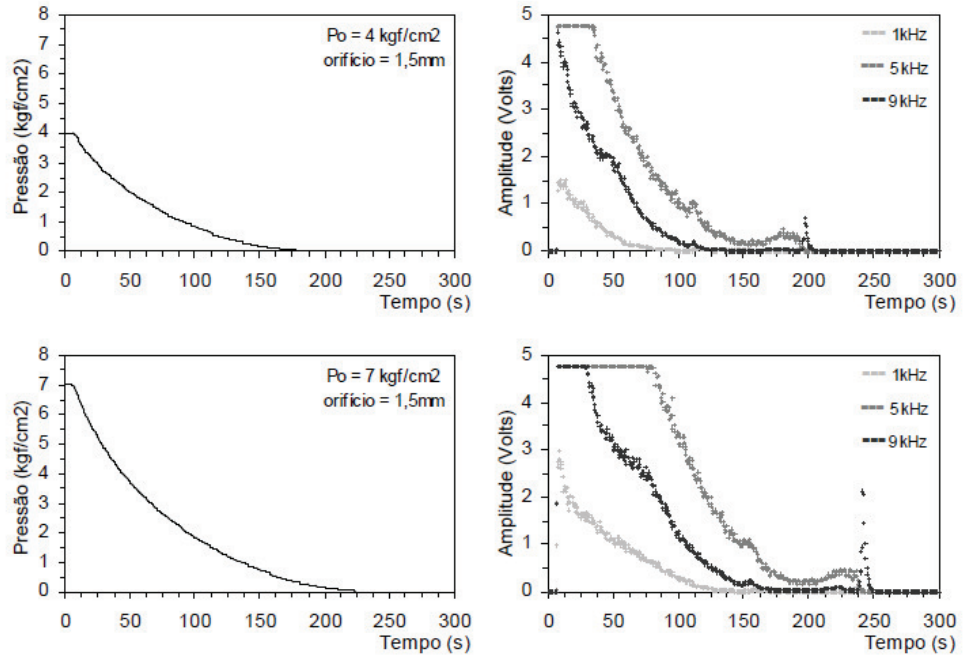 Pressão (kgf/cm2)
8
7
6
5
4
3
2
1
0
Po = 4 kgf/cm2
orifício = 1,5mm
0 50 100 150 200 250 300
Tempo (s)
Amplitude (Volts)
5
4
3
2
1
0
1kHz
5kHz
9kHz
0 50 100 150 200 250 300
Tempo (s)
Pressão (kgf/cm2)
8
7
6
5
4
3
2
1
0
Po = 7 kgf/cm2
orifício = 1,5mm
0 50 100 150 200 250 300
Tempo (s)
Amplitude (Volts)
5
4
3
2
1
0
1kHz
5kHz
9kHz
0 50 100 150 200 250 300
Tempo (s)